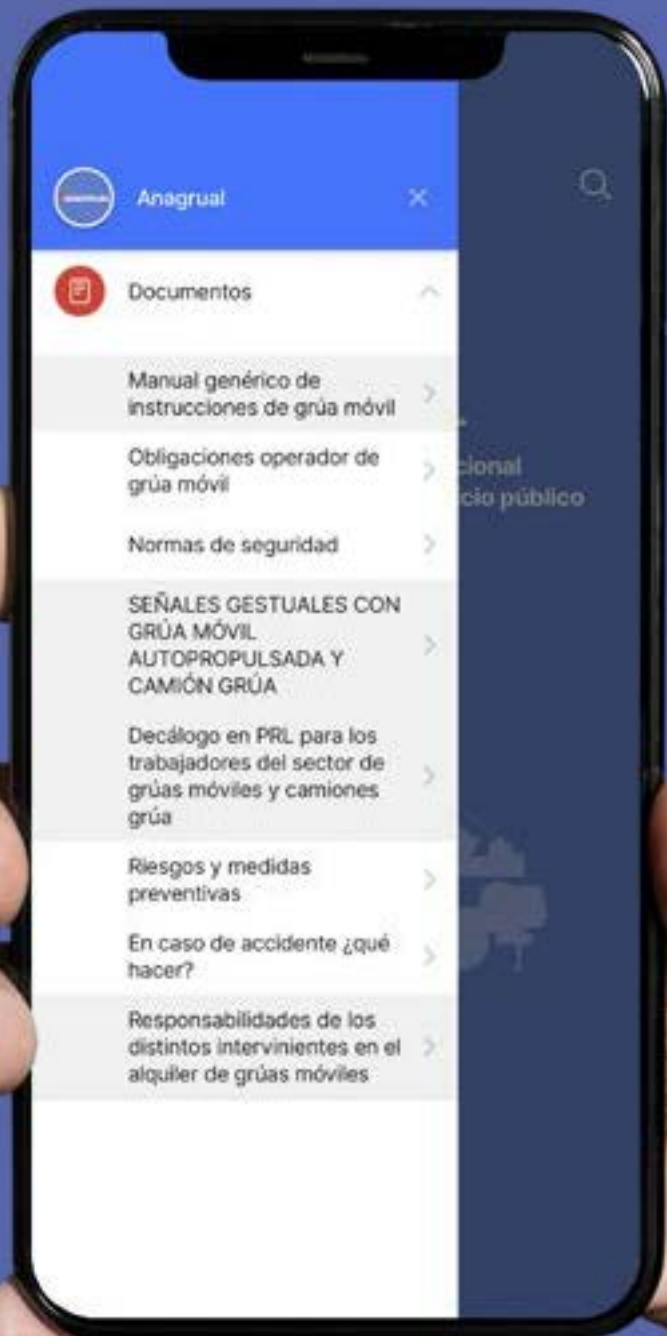 Anagrual
Documentos
Manual genérico de
instrucciones de grúa móvil
Obligaciones operador de
grúa móvil
cional
cio público
Normas de seguridad
SEÑALES GESTUALES CON
GRÚA MÓVIL
AUTOPROPULSADA Y
CAMIÓN GRÚA
Decálogo en PRL para los
trabajadores del sector de
grúas móviles y camiones
grúa
Riesgos y medidas
preventivas
En caso de accidente ¿qué
hacer?
Responsabilidades de los
distintos intervinientes en el
alquiler de grúas móviles